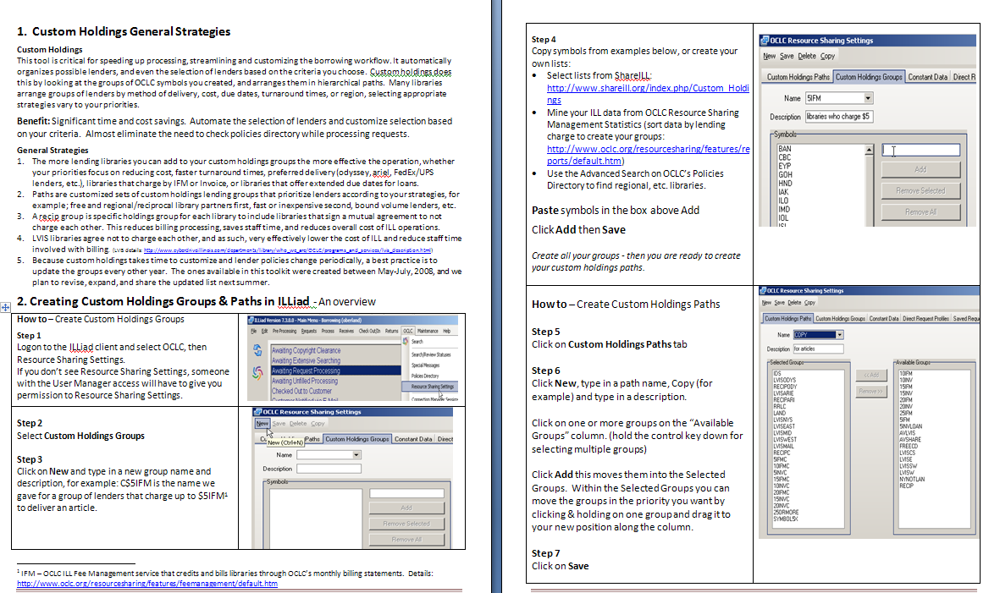 1. Custom Holdings General Strategies
Custom Holdings
This tool is critical for speeding up processing, streamlining and customizing the borrowing workflow. It automatically
organizes possible lenders, and even the selection of lenders based on the criteria you choose. Custom holdings does
this by looking at the groups of OCLC symbols you created, and arranges them in hierarchical paths. Many libraries
arrange groups of lenders by method of delivery, cost, due dates, turnaround times, or region, selecting appropriate
strategies vary to your priorities.
Benefit: Significant time and cost savings. Automate the selection of lenders and customize selection based
on your criteria. Almost eliminate the need to check policies directory while processing requests.
General Strategies
1. The more lending libraries you can add to your custom holdings groups the more effective the operation, whether
your priorities focus on reducing cost, faster turnaround times, preferred delivery (odyssey, ariel, FedEx/UPS
lenders, etc.), libraries that charge by IFM or Invoice, or libraries that offer extended due dates for loans.
2. Paths are customized sets of custom holdings lending groups that prioritize lenders according to your strategies, for
example; free and regional/reciprocal library partners first, fast or inexpensive second, bound volume lenders, etc.
3. A recip group is specific holdings group for each library to include libraries that sign a mutual agreement to not
charge each other. This reduces billing processing, saves staff time, and reduces overall cost of ILL operations.
4. LVIS libraries agree not to charge each other, and as such, very effectively lower the cost of ILL and reduce staff time
involved with billing. (LVIS details: http://www.cyberdriveillinois.com/departments/library/who_we_are/OCLC/programs_and_services/lvis_description.html)
5. Because custom holdings takes time to customize and lender policies change periodically, a best practice is to
update the groups every other year. The ones available in this toolkit were created between May-July, 2008, and we
plan to revise, expand, and share the updated list next summer.
2. Creating Custom Holdings Groups & Paths in ILLiad - An overview
How to – Create Custom Holdings Groups
Step 1
Logon to the ILLiad client and select OCLC, then
Resource Sharing Settings.
If you don't see Resource Sharing Settings, someone
with the User Manager access will have to give you
permission to Resource Sharing Settings.
ILLiad Version 7.3.0.0 - Main Menu - Borrowing (oberland)
File Edit Pre Processing Requests Process Receives Check Out/In Returns OCLC Maintenance Help
Search
Awaiting Copyright Clearance
Search/Review Statuses
Awaiting Extensive Searching
Special Messages
Awaiting Request Processing
Policies Directory
Awaiting Unfilled Processing
Resource Sharing Settings
Checked Out to Customer
Customer Notified via E-Mail
Connection Manager Session
Step 2
Select Custom Holdings Groups
Step 3
Click on New and type in a new group name and
description, for example: C$5IFM is the name we
gave for a group of lenders that charge up to $5IFM1
to deliver an article.
OCLC Resource Sharing Settings
New Save Delete Copy
New (Ctrl+N)
Paths Custom Holdings Groups Constant Data Direct
Name
Description
Symbols
Add
Remove Selected
Remove All
1 IFM – OCLC ILL Fee Management service that credits and bills libraries through OCLC's monthly billing statements. Details:
http://www.oclc.org/resourcesharing/features/feemanagement/default.htm
Step 4
Copy symbols from examples below, or create your
own lists:
• Select lists from ShareILL:
http://www.shareill.org/index.php/Custom_Holdi
ngs
• Mine your ILL data from OCLC Resource Sharing
Management Statistics (sort data by lending
charge to create your groups:
http://www.oclc.org/resourcesharing/features/re
ports/default.htm)
• Use the Advanced Search on OCLC's Policies
Directory to find regional, etc. libraries.
Paste symbols in the box above Add
Click Add then Save
Create all your groups - then you are ready to create
your custom holdings paths.
OCLC Resource Sharing Settings
New Save Delete Copy
Custom Holdings Paths Custom Holdings Groups Constant Data Direct R
Name 5IFM
Description libraries who charge $5
Symbols
BAN
CBC
EYP
GOH
HND
IAK
ILO
IMD
IOL
Add
Remove Selected
Remove All
How to – Create Custom Holdings Paths
Step 5
Click on Custom Holdings Paths tab
Step 6
Click New, type in a path name, Copy (for
example) and type in a description.
Click on one or more groups on the “Available
Groups” column. (hold the control key down for
selecting multiple groups)
Click Add this moves them into the Selected
Groups. Within the Selected Groups you can
move the groups in the priority you want by
clicking & holding on one group and drag it to
your new position along the column.
Step 7
Click on Save
OCLC Resource Sharing Settings
New Save Delete Copy
Custom Holdings Paths Custom Holdings Groups Constant Data Direct Request Profiles Saved Requ
Name COPY
Description for articles
Selected Groups
IDS
LVISODYS
RECIPODY
LVISARIE
RECIPARI
RRLC
LAND
LVISNYS
LVISEAST
LVISMID
LVISWEST
LVISMAIL
RECIPC
5IFMC
10IFMC
5INVC
15IFMC
10INVC
20IFMC
15INVC
20INVC
25ORMORE
<< Add
Remove >>
Available Groups
10IFM
10INV
15IFM
15INV
20IFM
20INV
25IFM
5IFM
5INVLOAN
AVLVIS
AVSHARE
FREECD
LVISCS
LVISE
LVISSW
LVISW
NYNOTLAN
RECIP